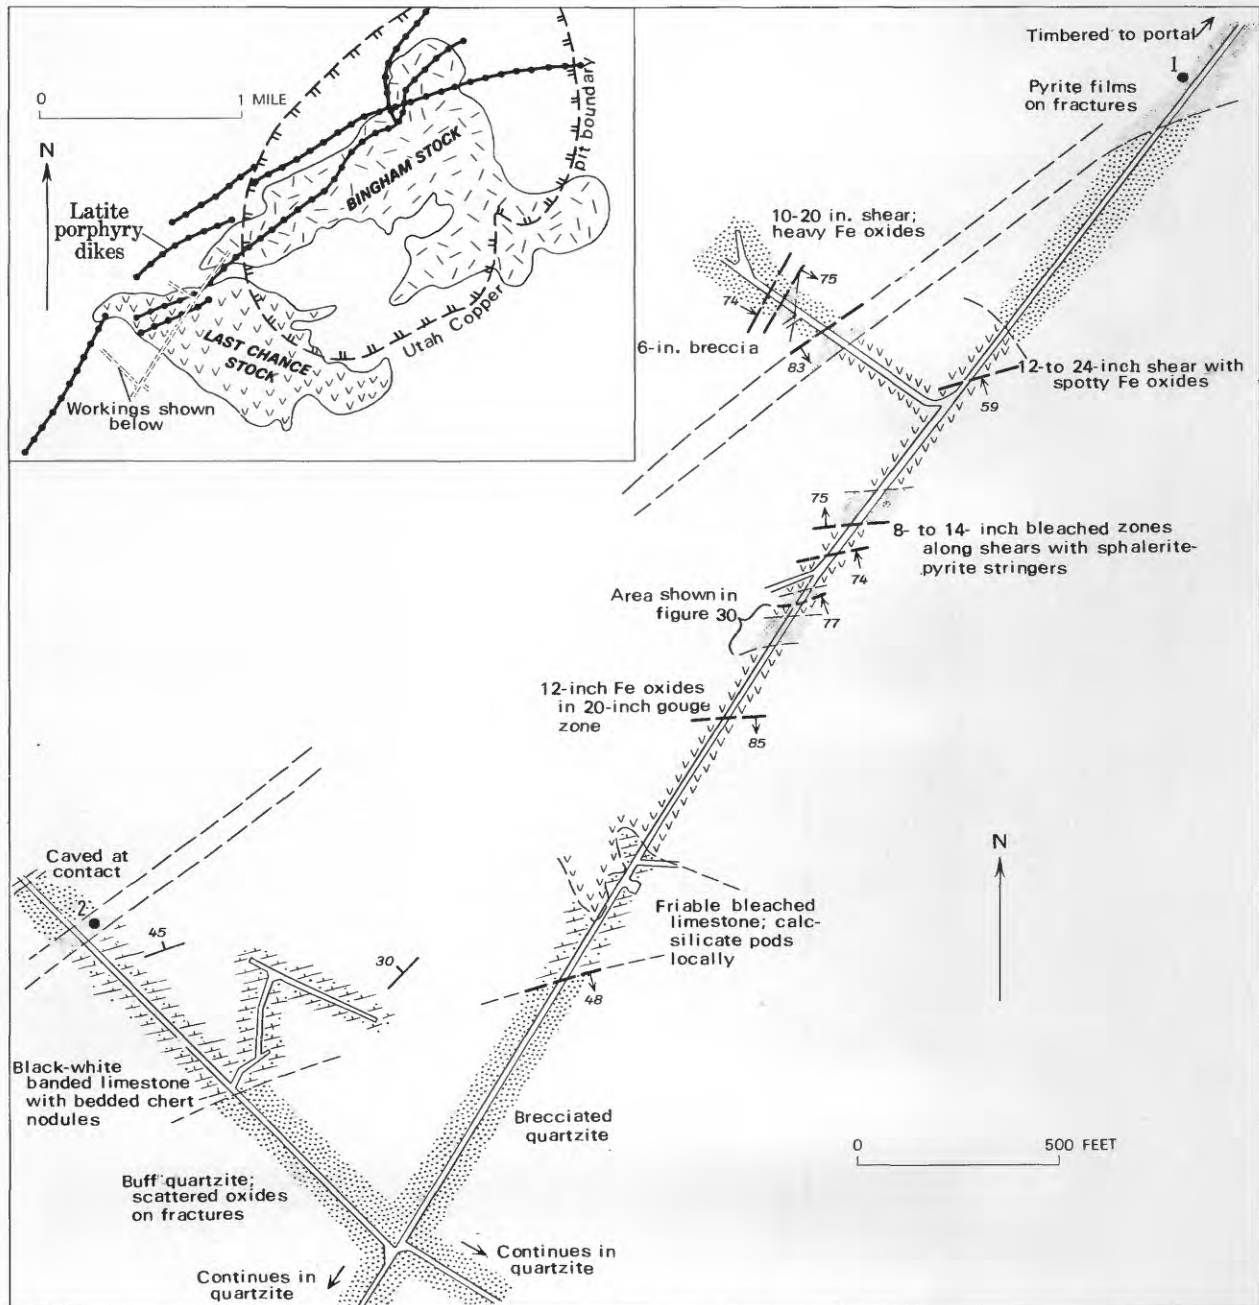 0
1 MILE
N
Latite
porphyry
dikes
BINGHAM STOCK
pit boundary
Utah Copper
LAST CHANCE
STOCK
Workings shown
below
Timbered to portal
1
Pyrite films
on fractures
10-20 in. shear;
heavy Fe oxides
75
74
6-in. breccia
83
12-to 24-inch shear with
spotty Fe oxides
59
75
8- to 14- inch bleached zones
along shears with sphalerite-
pyrite stringers
74
Area shown in
figure 30
77
12-inch Fe oxides
in 20-inch gouge
zone
85
Caved at
contact
2
45
30
N
Friable bleached
limestone; calc-
silicate pods
locally
48
Black-white
banded limestone
with bedded chert
nodules
Brecciated
quartzite
0
500 FEET
Buff quartzite;
scattered oxides
on fractures
Continues in
quartzite
Continues in
quartzite